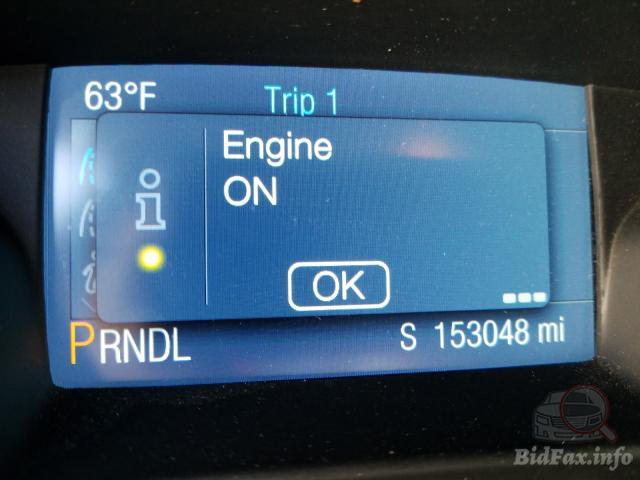 63°F
Trip 1
Engine
ON
OK
PRNDL
S 153048 mi
BidFax.info